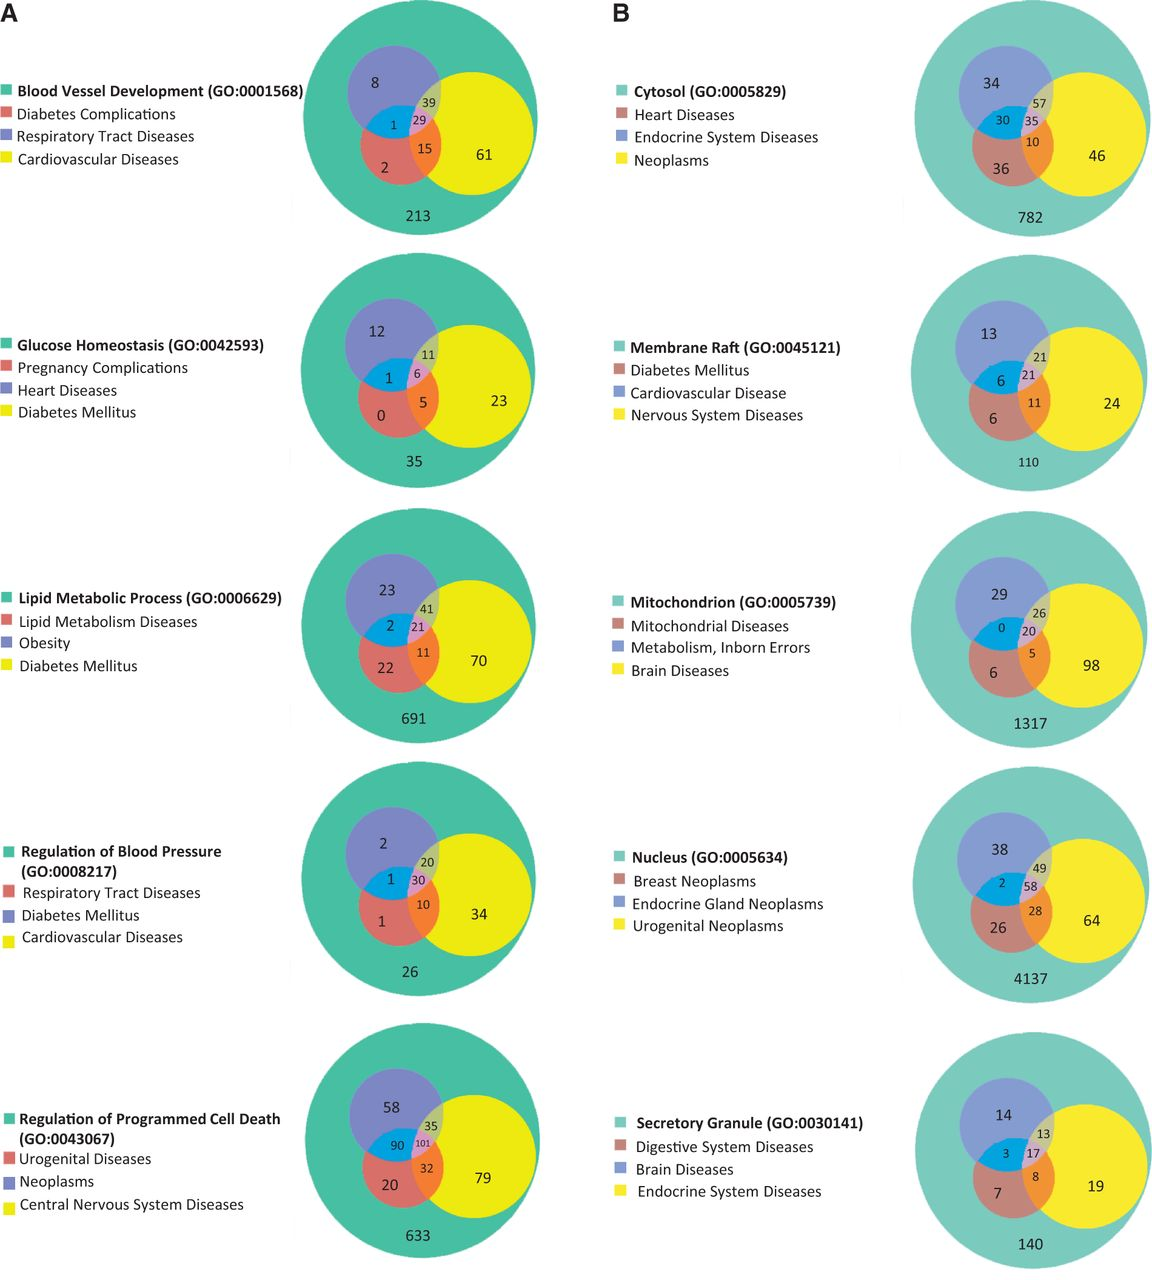 A
Blood Vessel Development (GO:0001568)
Diabetes Complications
Respiratory Tract Diseases
Cardiovascular Diseases
8
39
1
29
15
2
61
213
Glucose Homeostasis (GO:0042593)
Pregnancy Complications
Heart Diseases
Diabetes Mellitus
12
11
1
6
5
0
23
35
Lipid Metabolic Process (GO:0006629)
Lipid Metabolism Diseases
Obesity
Diabetes Mellitus
23
41
2
21
11
22
70
691
Regulation of Blood Pressure
(GO:0008217)
Respiratory Tract Diseases
Diabetes Mellitus
Cardiovascular Diseases
2
20
1
30
10
1
34
26
Regulation of Programmed Cell Death
(GO:0043067)
Urogenital Diseases
Neoplasms
Central Nervous System Diseases
58
35
90
101
32
20
79
633
B
Cytosol (GO:0005829)
Heart Diseases
Endocrine System Diseases
Neoplasms
34
57
30
35
10
36
46
782
Membrane Raft (GO:0045121)
Diabetes Mellitus
Cardiovascular Disease
Nervous System Diseases
13
21
6
21
11
6
24
110
Mitochondrion (GO:0005739)
Mitochondrial Diseases
Metabolism, Inborn Errors
Brain Diseases
29
26
0
20
5
6
98
1317
Nucleus (GO:0005634)
Breast Neoplasms
Endocrine Gland Neoplasms
Urogenital Neoplasms
38
49
2
58
28
26
64
4137
Secretory Granule (GO:0030141)
Digestive System Diseases
Brain Diseases
Endocrine System Diseases
14
13
3
17
8
7
19
140